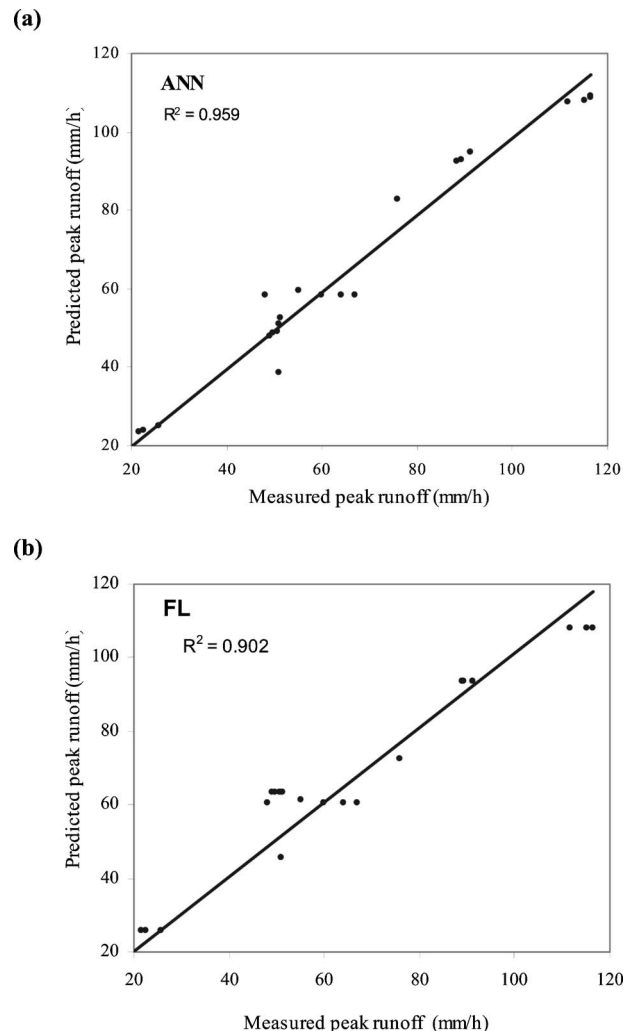 (a)
120
ANN
R² = 0.959
100
80
60
40
20
Predicted peak runoff (mm/h)
20 40 60 80 100 120
Measured peak runoff (mm/h)
(b)
120
FL
R² = 0.902
100
80
60
40
20
Predicted peak runoff (mm/h)
20 40 60 80 100 120
Measured peak runoff (mm/h)